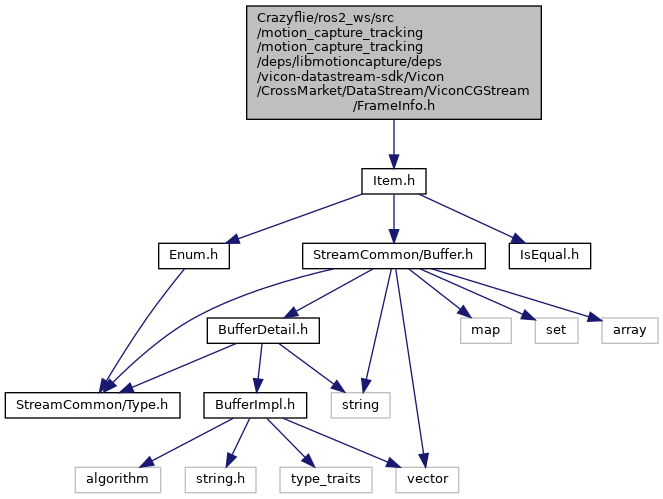 Crazyflie/ros2_ws/src
/motion_capture_tracking
/motion_capture_tracking
/deps/libmotioncapture/deps
/vicon-datastream-sdk/Vicon
/CrossMarket/DataStream/ViconCGStream
/FrameInfo.h
Item.h
Enum.h
StreamCommon/Buffer.h
IsEqual.h
BufferDetail.h
map
set
array
StreamCommon/Type.h
BufferImpl.h
string
algorithm
string.h
type_traits
vector